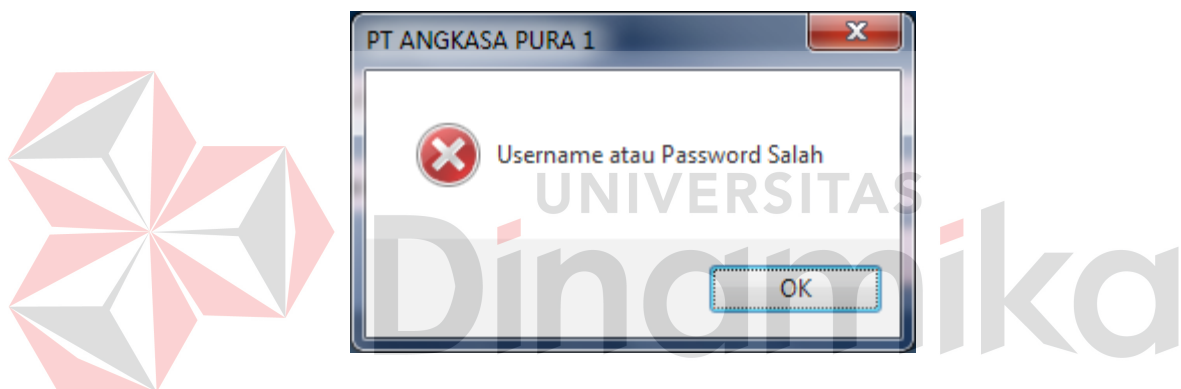 PT ANGKASA PURA 1
Username atau Password Salah
UNIVERSITAS
Dinamika
OK